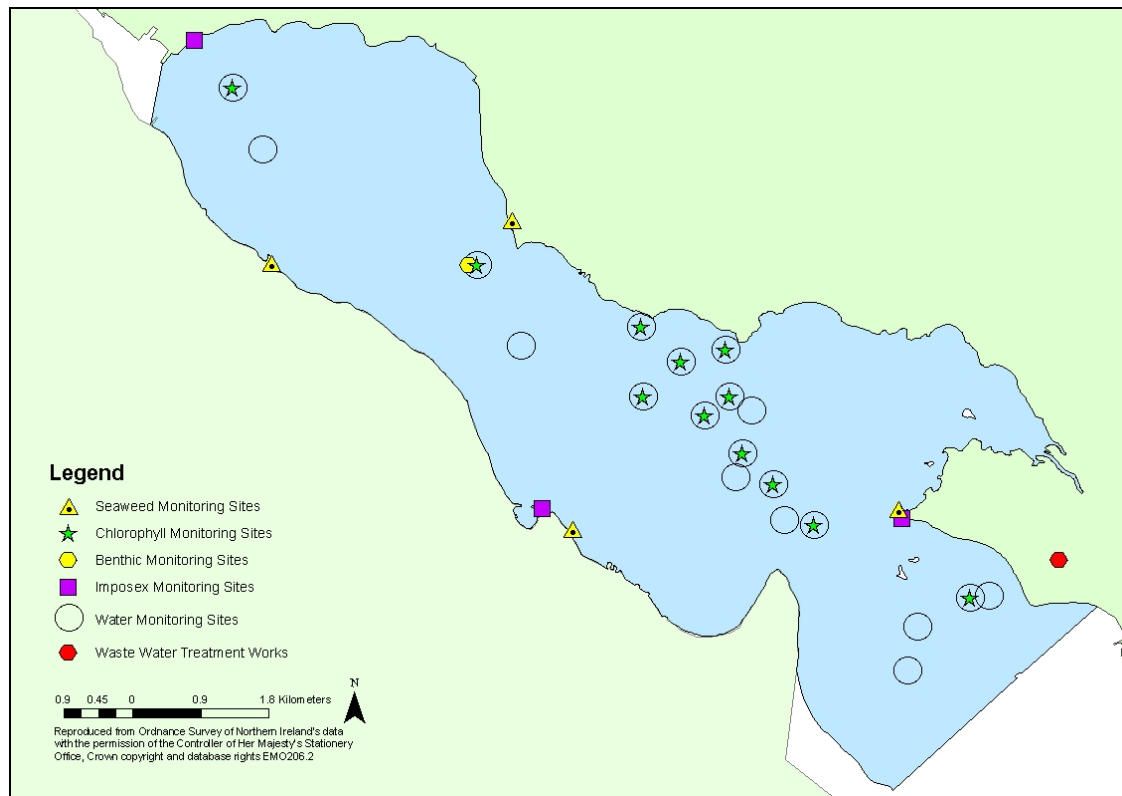 Legend
Seaweed Monitoring Sites
Chlorophyll Monitoring Sites
Benthic Monitoring Sites
Imposex Monitoring Sites
Water Monitoring Sites
Waste Water Treatment Works
N
0.9 0.45 0 0.9 1.8 Kilometers
Reproduced from Ordnance Survey of Northern Ireland's data
with the permission of the Controller of Her Majesty's Stationery
Office, Crown copyright and database rights EMO206.2